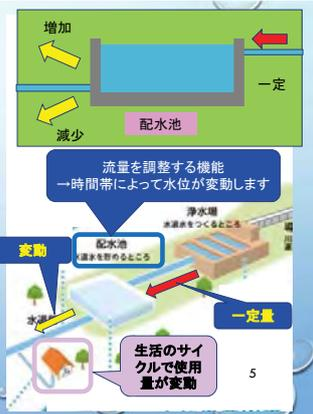 増加
一定
減少
配水池
流量を調整する機能
→時間帯によって水位が変動します
浄水場
水道水をつくるところ
変動
配水池
水道水を貯めるところ
一定量
生活のサイ
クルで使用
量が変動
5